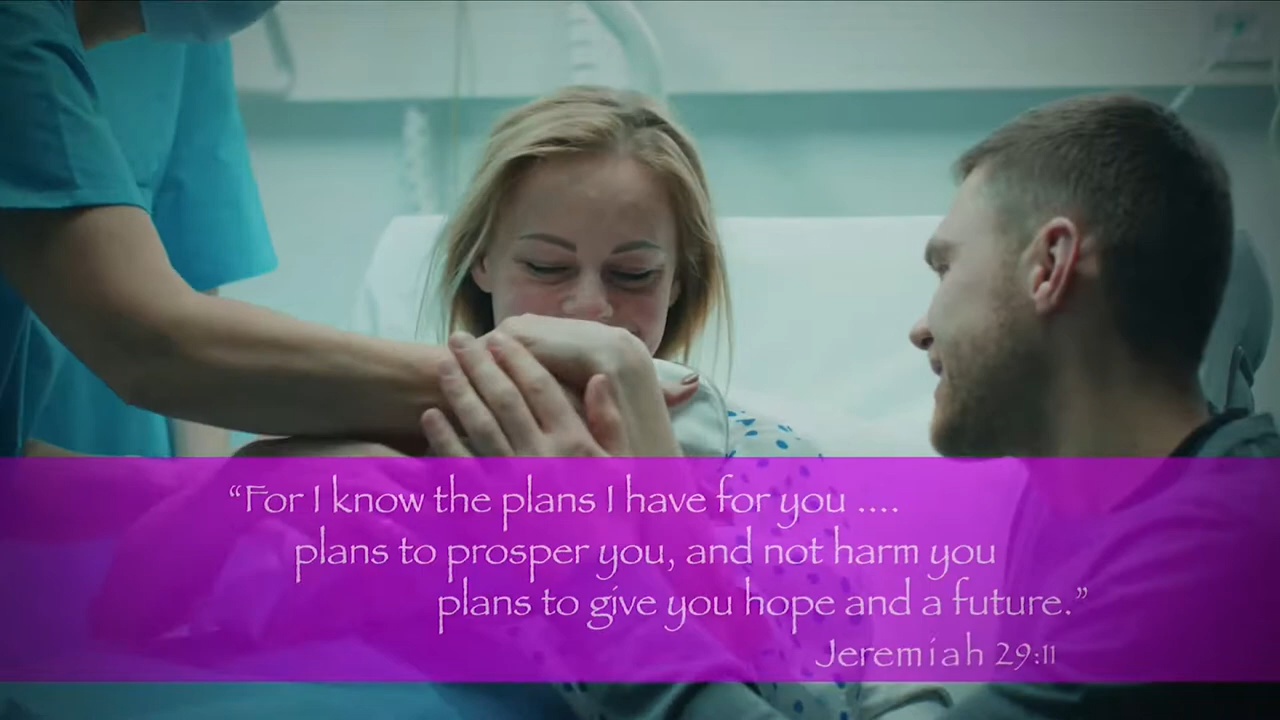 “For I know the plans I have for you ....
plans to prosper you, and not harm you
plans to give you hope and a future.”
Jeremiah 29:11